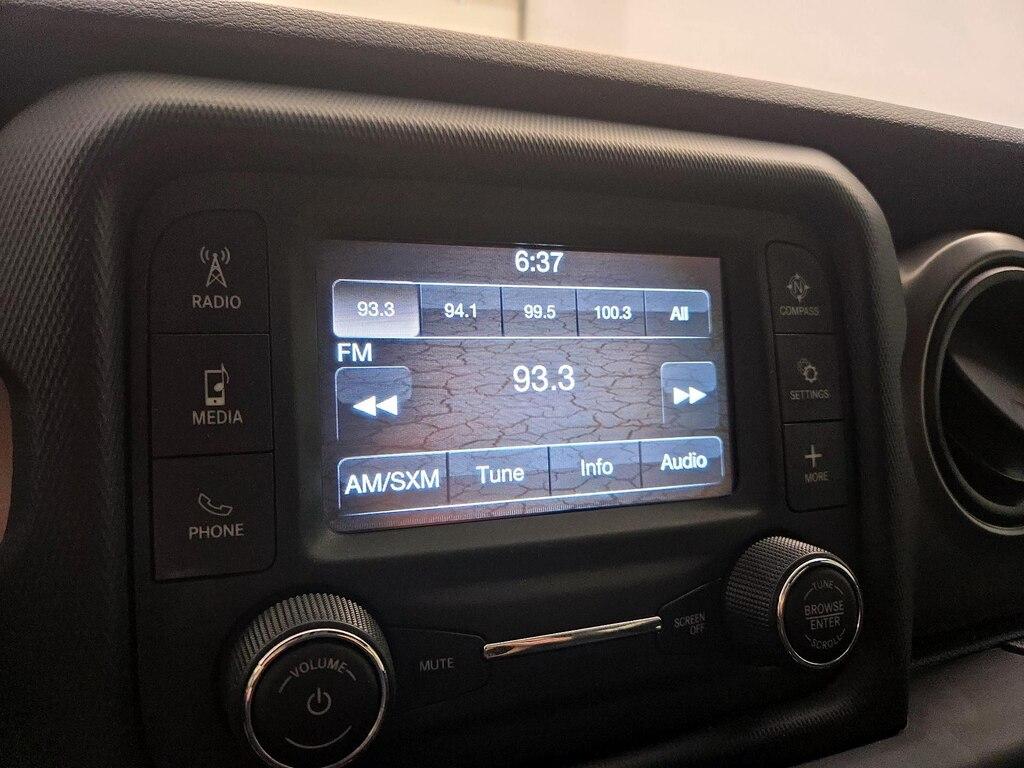 6:37
93.3 94.1 99.5 100.3 All
FM
93.3
AM/SXM Tune Info Audio
RADIO
MEDIA
PHONE
N
COMPASS
SETTINGS
MORE
VOLUME
MUTE
SCREEN
OFF
TUNE
BROWSE
ENTER
SCROLL